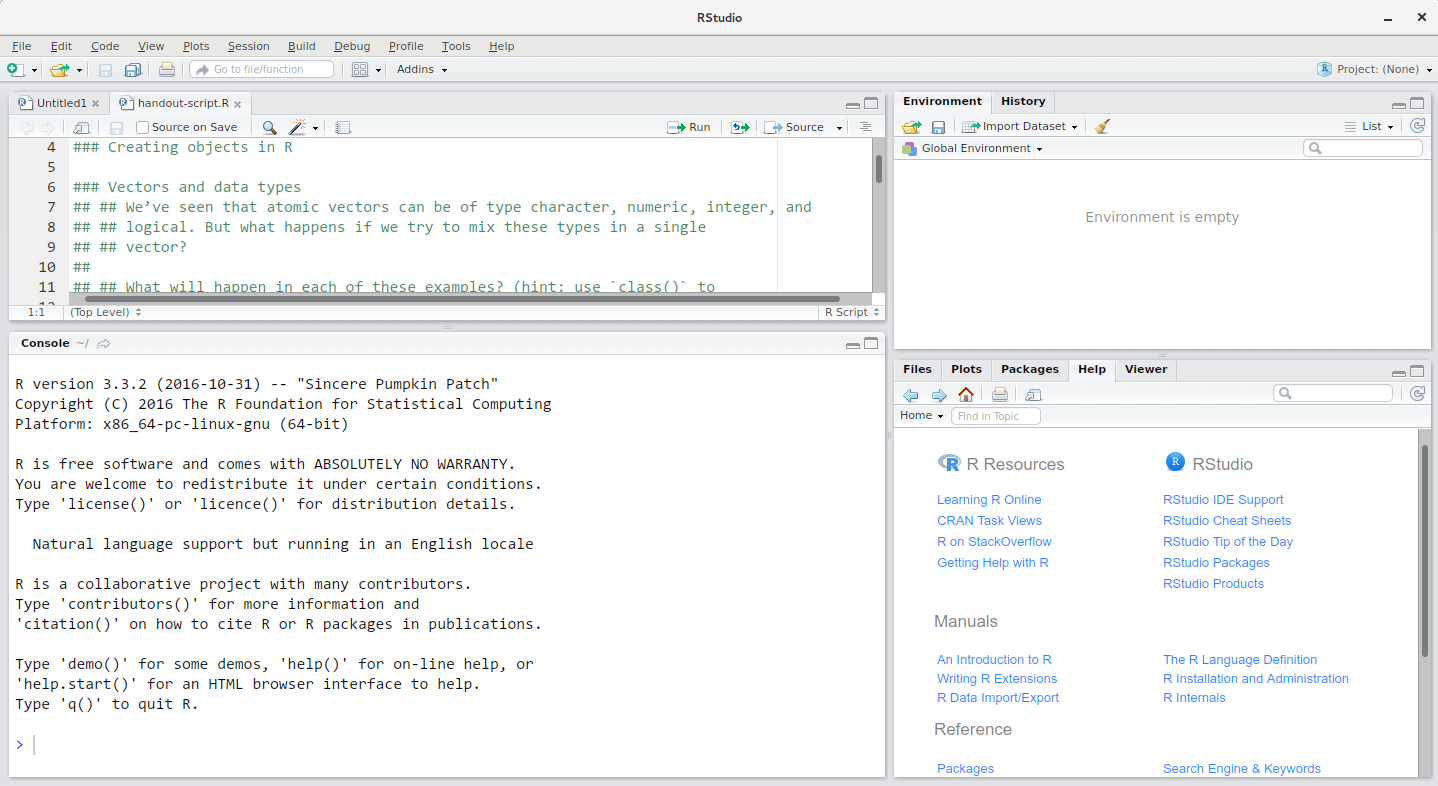 RStudio
File Edit Code View Plots Session Build Debug Profile Tools Help
Go to file/function Addins Project: (None)
Untitled1 handout-script.R
Source on Save Run Source
4 ### Creating objects in R
5
6 ### Vectors and data types
7 ## ## We’ve seen that atomic vectors can be of type character, numeric, integer, and
8 ## ## logical. But what happens if we try to mix these types in a single
9 ## ## vector?
10 ##
11 ## ## What will happen in each of these examples? (hint: use `class()` to
12
1:1 (Top Level) R Script
Console ~/
R version 3.3.2 (2016-10-31) -- "Sincere Pumpkin Patch"
Copyright (C) 2016 The R Foundation for Statistical Computing
Platform: x86_64-pc-linux-gnu (64-bit)
R is free software and comes with ABSOLUTELY NO WARRANTY.
You are welcome to redistribute it under certain conditions.
Type 'license()' or 'licence()' for distribution details.
Natural language support but running in an English locale
R is a collaborative project with many contributors.
Type 'contributors()' for more information and
'citation()' on how to cite R or R packages in publications.
Type 'demo()' for some demos, 'help()' for on-line help, or
'help.start()' for an HTML browser interface to help.
Type 'q()' to quit R.
>
Environment History
Import Dataset List
Global Environment
Environment is empty
Files Plots Packages Help Viewer
Home Find in Topic
R Resources
Learning R Online
CRAN Task Views
R on StackOverflow
Getting Help with R
R RStudio
RStudio IDE Support
RStudio Cheat Sheets
RStudio Tip of the Day
RStudio Packages
RStudio Products
Manuals
An Introduction to R
Writing R Extensions
R Data Import/Export
The R Language Definition
R Installation and Administration
R Internals
Reference
Packages
Search Engine & Keywords